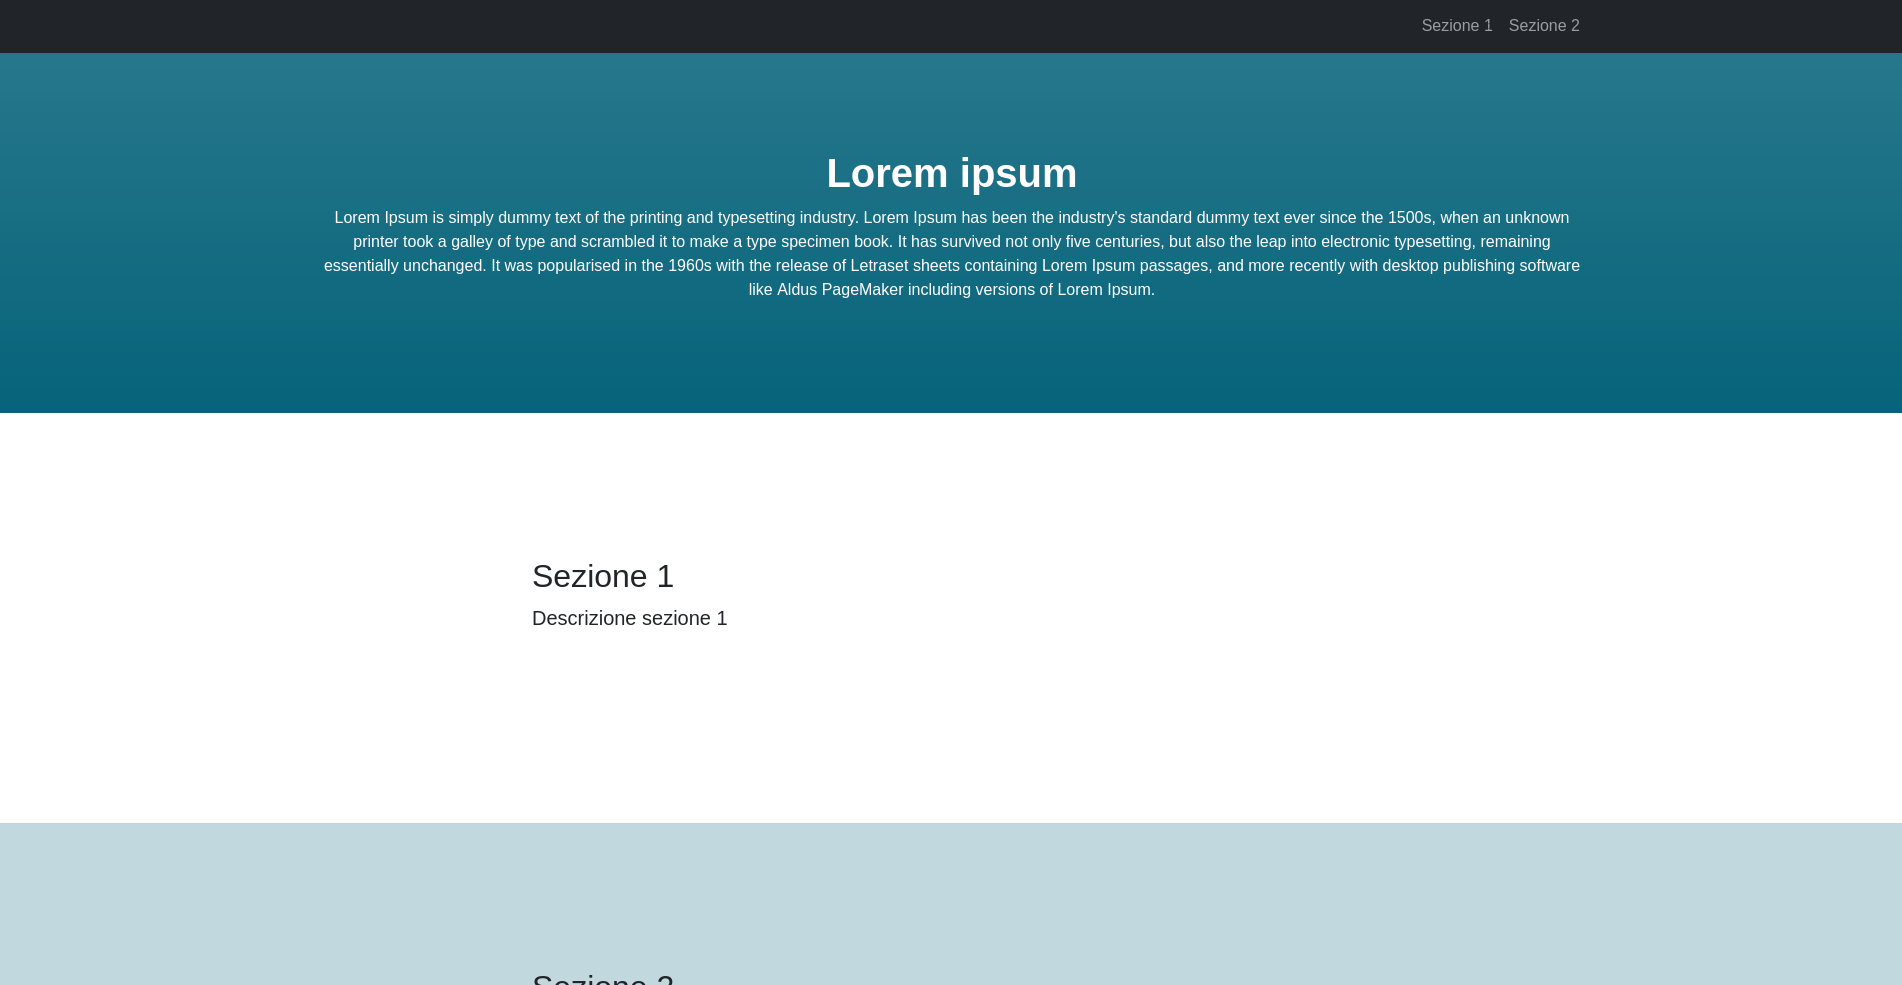 Sezione 1 Sezione 2
Lorem ipsum
Lorem Ipsum is simply dummy text of the printing and typesetting industry. Lorem Ipsum has been the industry's standard dummy text ever since the 1500s, when an unknown
printer took a galley of type and scrambled it to make a type specimen book. It has survived not only five centuries, but also the leap into electronic typesetting, remaining
essentially unchanged. It was popularised in the 1960s with the release of Letraset sheets containing Lorem Ipsum passages, and more recently with desktop publishing software
like Aldus PageMaker including versions of Lorem Ipsum.
Sezione 1
Descrizione sezione 1
Sezione 2